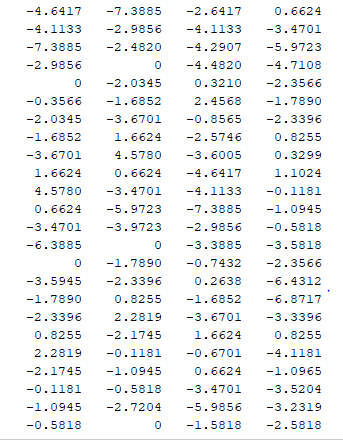 -4.6417 -7.3885 -2.6417 0.6624
-4.1133 -2.9856 -4.1133 -3.4701
-7.3885 -2.4820 -4.2907 -5.9723
-2.9856 0 -4.4820 -4.7108
0 -2.0345 0.3210 -2.3566
-0.3566 -1.6852 2.4568 -1.7890
-2.0345 -3.6701 -0.8565 -2.3396
-1.6852 1.6624 -2.5746 0.8255
-3.6701 4.5780 -3.6005 0.3299
1.6624 0.6624 -4.6417 1.1024
4.5780 -3.4701 -4.1133 -0.1181
0.6624 -5.9723 -7.3885 -1.0945
-3.4701 -3.9723 -2.9856 -0.5818
-6.3885 0 -3.3885 -3.5818
0 -1.7890 -0.7432 -2.3566
-3.5945 -2.3396 0.2638 -6.4312
-1.7890 0.8255 -1.6852 -6.8717
-2.3396 2.2819 -3.6701 -3.3396
0.8255 -2.1745 1.6624 0.8255
2.2819 -0.1181 -0.6701 -4.1181
-2.1745 -1.0945 0.6624 -1.0965
-0.1181 -0.5818 -3.4701 -3.5204
-1.0945 -2.7204 -5.9856 -3.2319
-0.5818 0 -1.5818 -2.5818